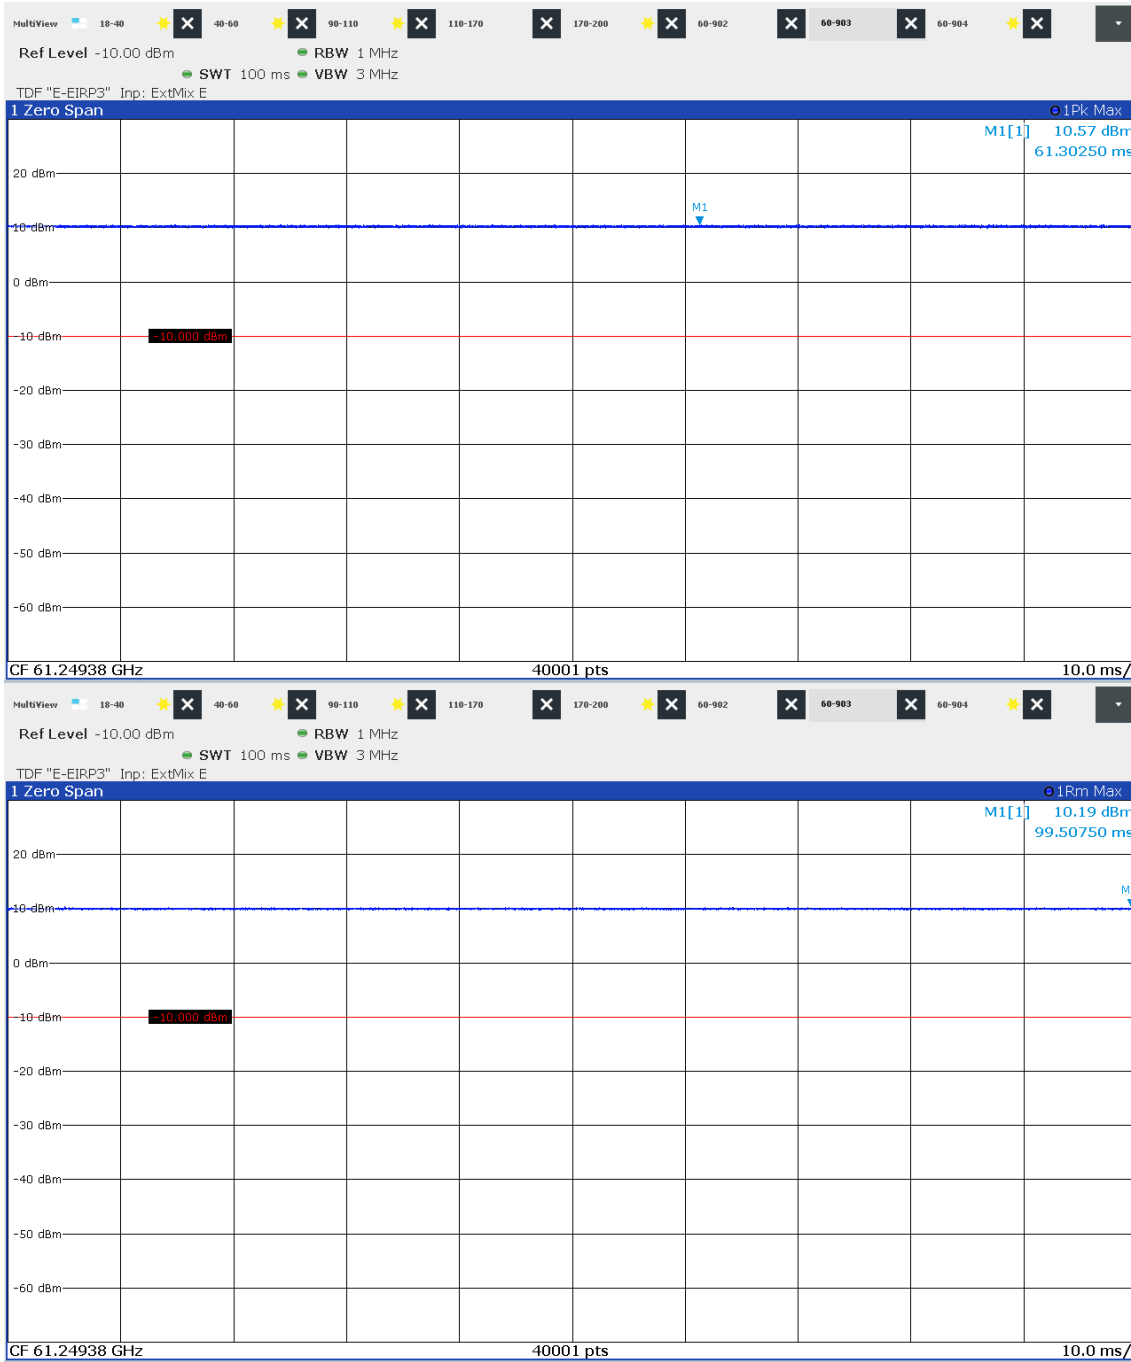 MultiView 18-40 40-60 90-110 110-170 170-200 60-902 60-903 60-904
Ref Level -10.00 dBm RBW 1 MHz
SWT 100 ms VBW 3 MHz
TDF "E-EIRP3" Inp: ExtMix E
1 Zero Span 1Pk Max
M1[1] 10.57 dBm
61.30250 ms
20 dBm
M1
10 dBm
0 dBm
-10 dBm -10.000 dBm
-20 dBm
-30 dBm
-40 dBm
-50 dBm
-60 dBm
CF 61.24938 GHz 40001 pts 10.0 ms/
MultiView 18-40 40-60 90-110 110-170 170-200 60-902 60-903 60-904
Ref Level -10.00 dBm RBW 1 MHz
SWT 100 ms VBW 3 MHz
TDF "E-EIRP3" Inp: ExtMix E
1 Zero Span 1Rm Max
M1[1] 10.19 dBm
99.50750 ms
20 dBm
M
10 dBm
0 dBm
-10 dBm -10.000 dBm
-20 dBm
-30 dBm
-40 dBm
-50 dBm
-60 dBm
CF 61.24938 GHz 40001 pts 10.0 ms/